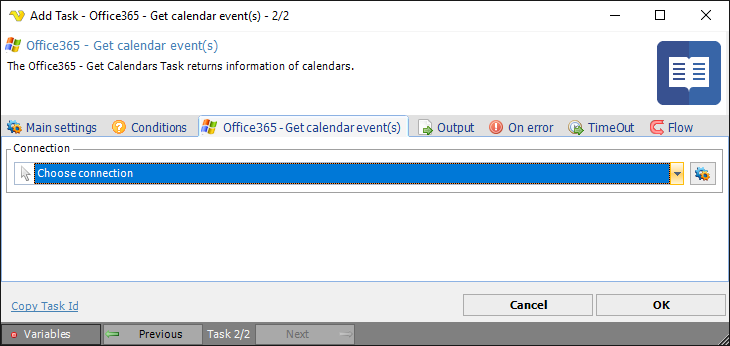 Add Task - Office365 - Get calendar event(s) - 2/2
Office365 - Get calendar event(s)
The Office365 - Get Calendars Task returns information of calendars.
Main settings Conditions Office365 - Get calendar event(s) Output On error TimeOut Flow
Connection
Choose connection
Copy Task Id Cancel OK
Variables Previous Task 2/2 Next